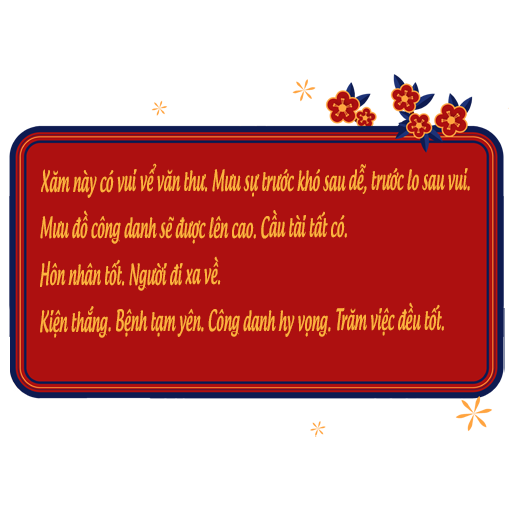 Xăm này có vui vể văn thư. Mưu sự trước khó sau dễ, trước lo sau vui.
Mưu đồ công danh sẽ được lên cao. Cầu tài tất có.
Hôn nhân tốt. Người đi xa về.
Kiện thắng. Bệnh tạm yên. Công danh hy vọng. Trăm việc đều tốt.